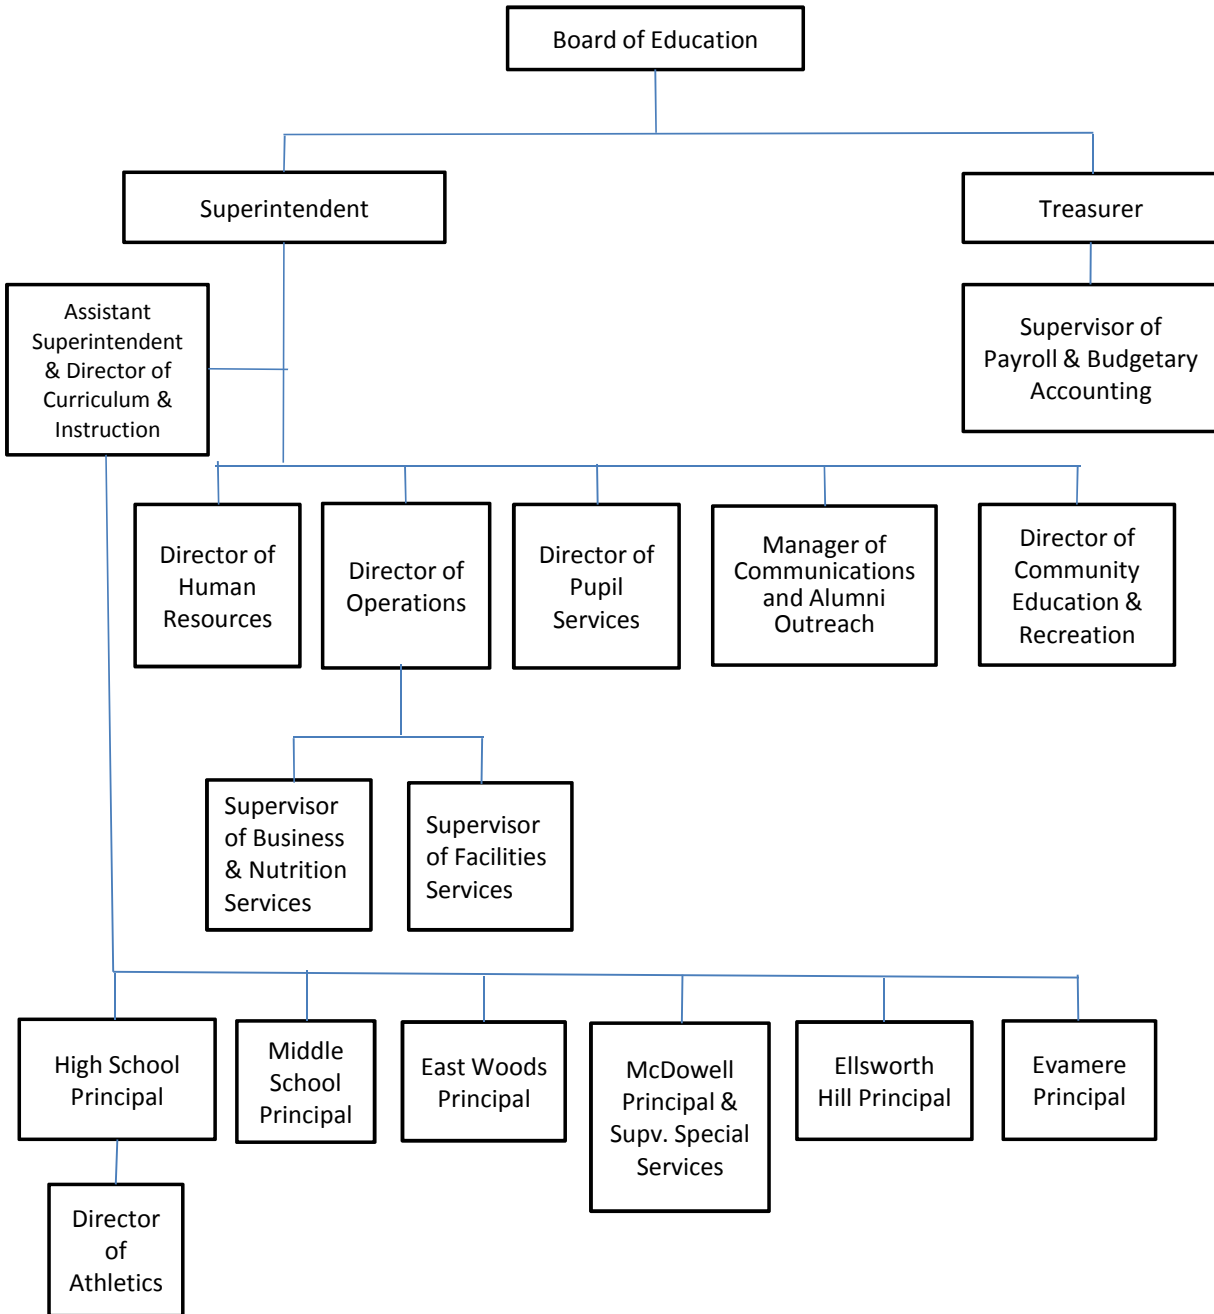 Board of Education
Superintendent
Treasurer
Assistant
Superintendent
& Director of
Curriculum &
Instruction
Supervisor of
Payroll & Budgetary
Accounting
Director of
Human
Resources
Director of
Operations
Director of
Pupil
Services
Manager of
Communications
and Alumni
Outreach
Director of
Community
Education &
Recreation
Supervisor
of Business
& Nutrition
Services
Supervisor
of Facilities
Services
High School
Principal
Middle
School
Principal
East Woods
Principal
McDowell
Principal &
Supv. Special
Services
Ellsworth
Hill Principal
Evamere
Principal
Director
of
Athletics